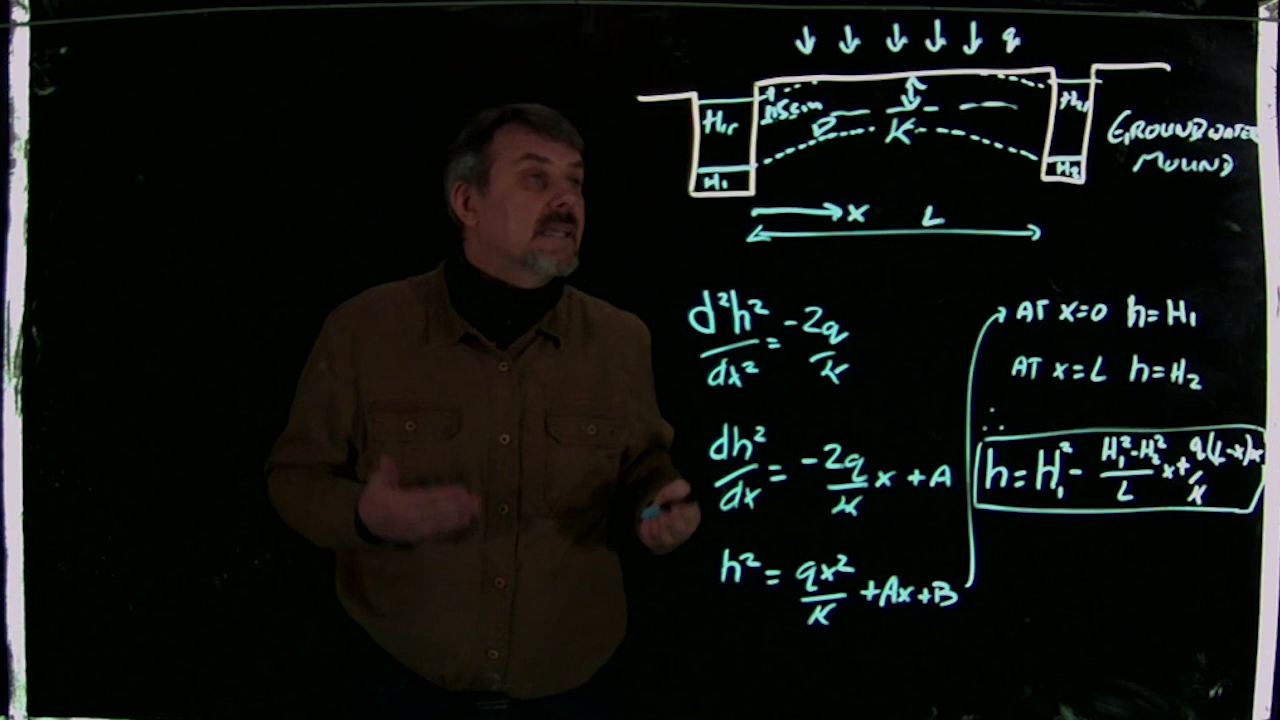 q
H₁r
K
GROUNDWATER
MOUND
H₁
H₂
x
L
d²h²/dx² = -2q/K
dh²/dx = -2q/K x + A
h² = qx²/K + Ax + B
AT x=0 h=H₁
AT x=L h=H₂
∴
h = H₁² - H₁²-H₂²/L x + q(L-x)x/K